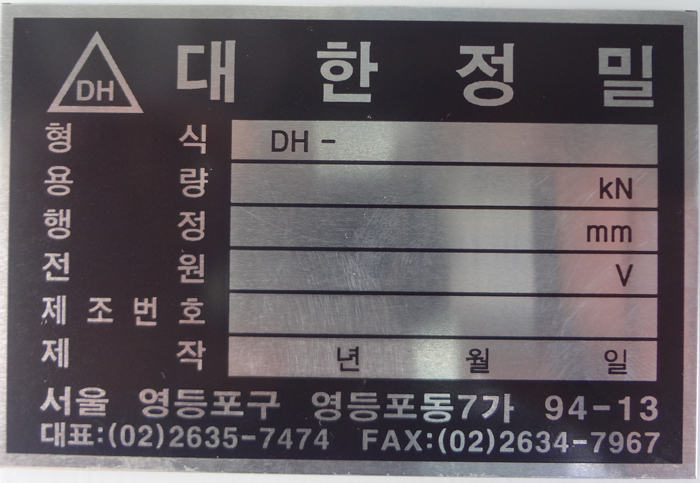 DH 대한정밀
형식 DH-
용량 kN
행정 mm
전원 V
제조번호
제작 년 월 일
서울 영등포구 영등포동7가 94-13
대표:(02)2635-7474 FAX:(02)2634-7967